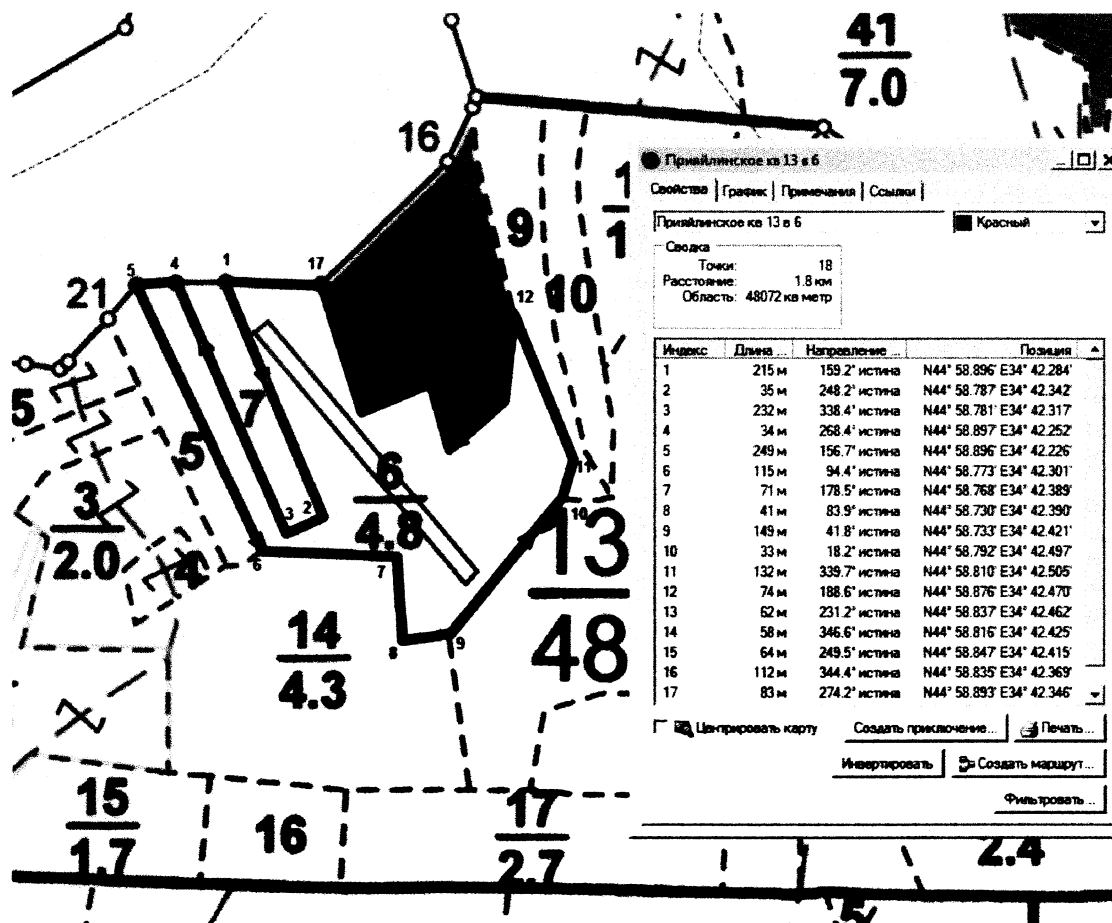 41
7.0
16
Прияйлинское кв 13 в 6
Свойства График Примечания Ссылки
1
1
Прияйлинское кв 13 в 6 Красный
9
Сводка
Точки: 18
Расстояние: 1.8 км
Область: 48072 кв метр
5 4 1 17
21
12
10
Индекс Длина ... Направление ... Позиция
1 215 м 159.2° истина N44° 58.896' E34° 42.284'
2 35 м 248.2° истина N44° 58.787' E34° 42.342'
3 232 м 338.4° истина N44° 58.781' E34° 42.317'
4 34 м 268.4° истина N44° 58.897' E34° 42.252'
5 249 м 156.7° истина N44° 58.896' E34° 42.226'
6 115 м 94.4° истина N44° 58.773' E34° 42.301'
7 71 м 178.5° истина N44° 58.768' E34° 42.389'
8 41 м 83.9° истина N44° 58.730' E34° 42.390'
9 149 м 41.8° истина N44° 58.733' E34° 42.421'
10 33 м 18.2° истина N44° 58.792' E34° 42.497'
11 132 м 339.7° истина N44° 58.810' E34° 42.505'
12 74 м 188.6° истина N44° 58.876' E34° 42.470'
13 62 м 231.2° истина N44° 58.837' E34° 42.462'
14 58 м 346.6° истина N44° 58.816' E34° 42.425'
15 64 м 249.5° истина N44° 58.847' E34° 42.415'
16 112 м 344.4° истина N44° 58.835' E34° 42.369'
17 83 м 274.2° истина N44° 58.893' E34° 42.346'
5
7
5
6
4.8
11
10
3
2.0
3 2
4
6
7
13
48
8
9
14
4.3
Центрировать карту Создать приключение... Печать...
Инвертировать Создать маршрут...
Фильтровать ...
15
1.7
16
17
2.7
2.4
5